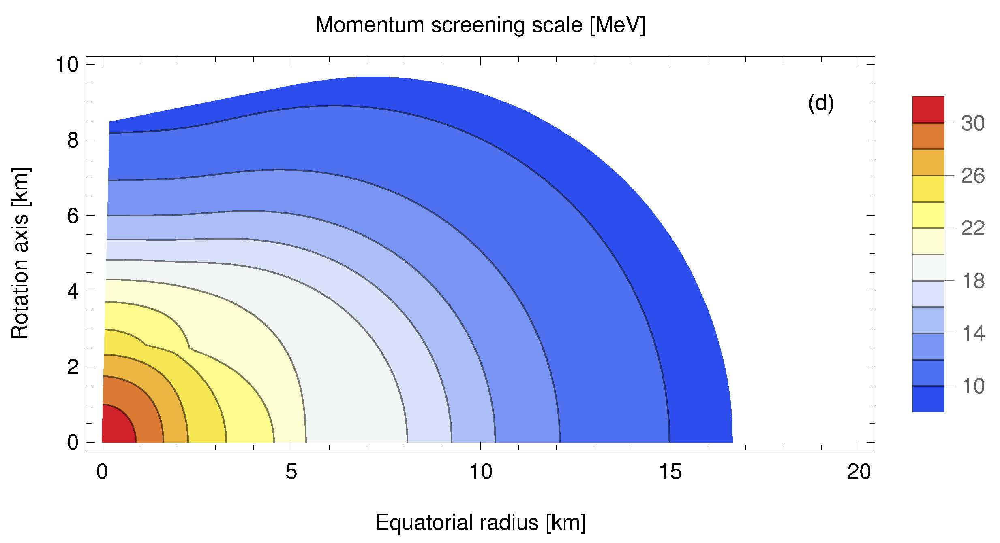 Momentum screening scale [MeV]
(d)
10
8
6
4
2
0
Rotation axis [km]
0 5 10 15 20
Equatorial radius [km]
30
26
22
18
14
10